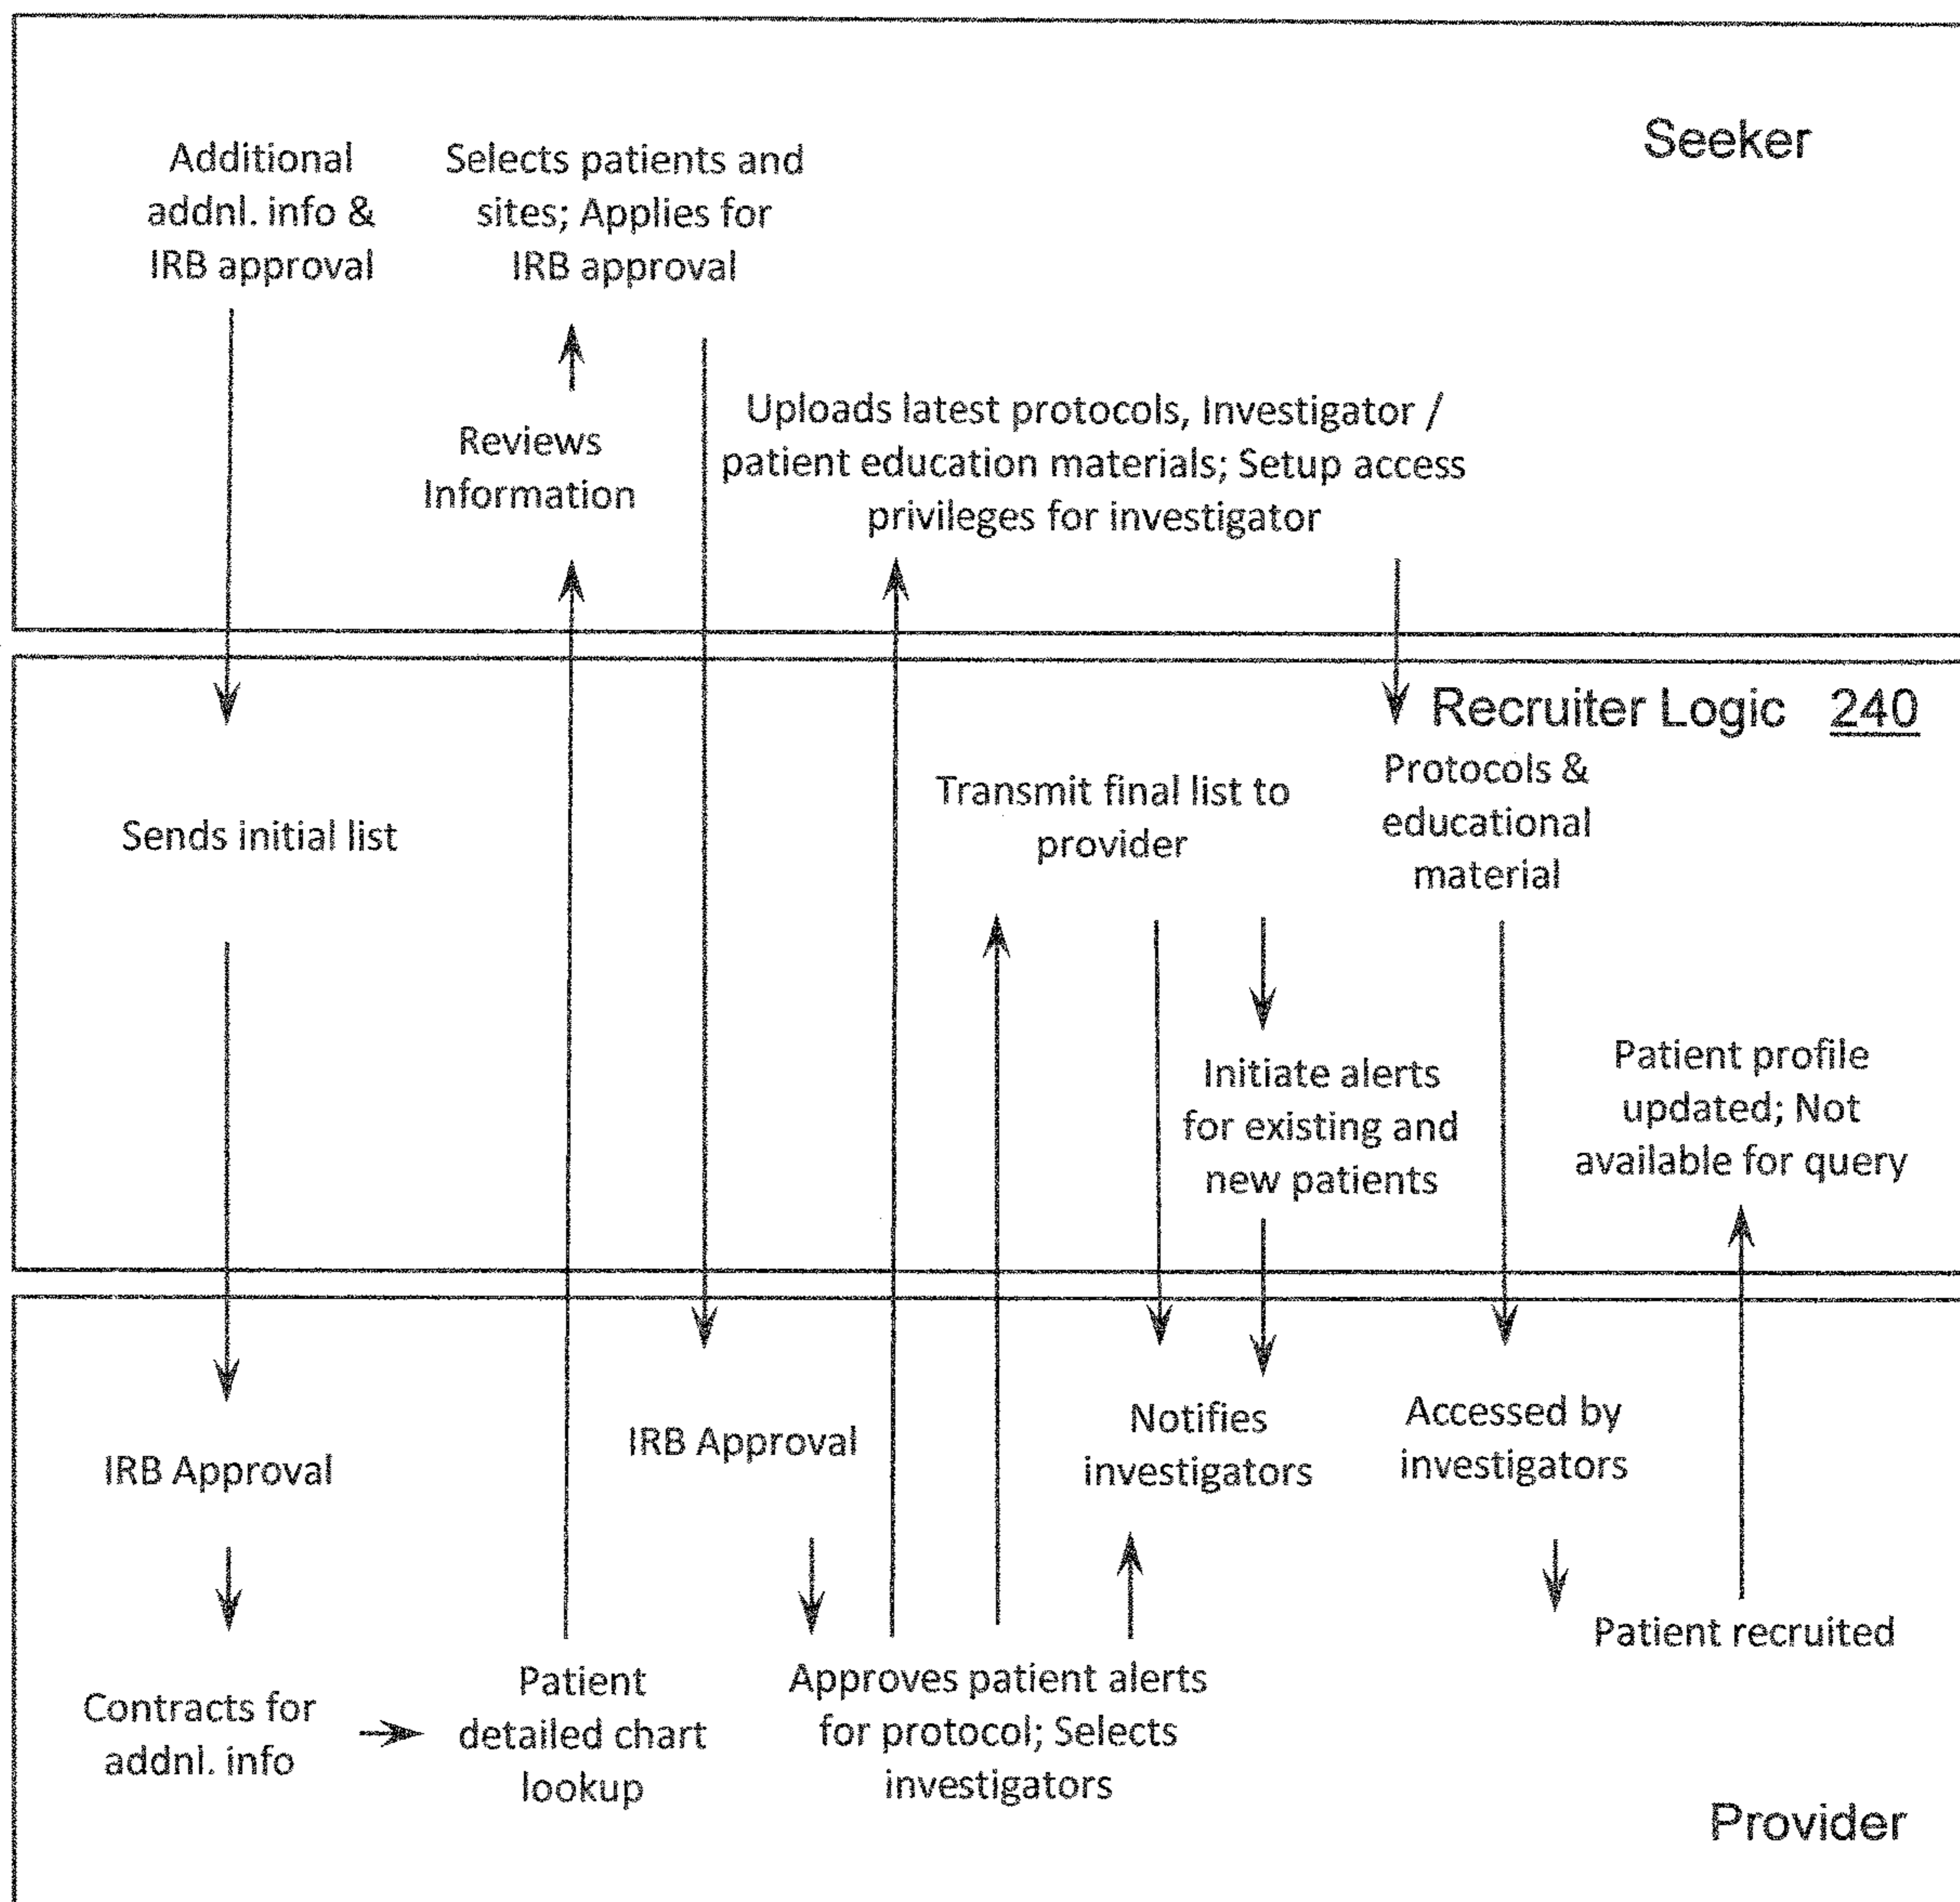 Seeker
Additional
addnl. info &
IRB approval
Selects patients and
sites; Applies for
IRB approval
Reviews
Information
Uploads latest protocols, Investigator /
patient education materials; Setup access
privileges for investigator
Recruiter Logic 240
Sends initial list
Transmit final list to
provider
Protocols &
educational
material
Initiate alerts
for existing and
new patients
Patient profile
updated; Not
available for query
IRB Approval
IRB Approval
Notifies
investigators
Accessed by
investigators
Contracts for
addnl. info
Patient
detailed chart
lookup
Approves patient alerts
for protocol; Selects
investigators
Patient recruited
Provider